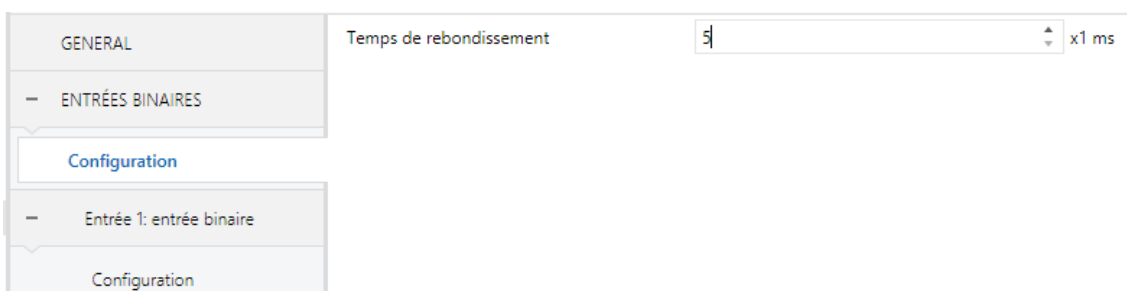 GENERAL
Temps de rebondissement 5 x1 ms
− ENTRÉES BINAIRES
Configuration
− Entrée 1: entrée binaire
Configuration